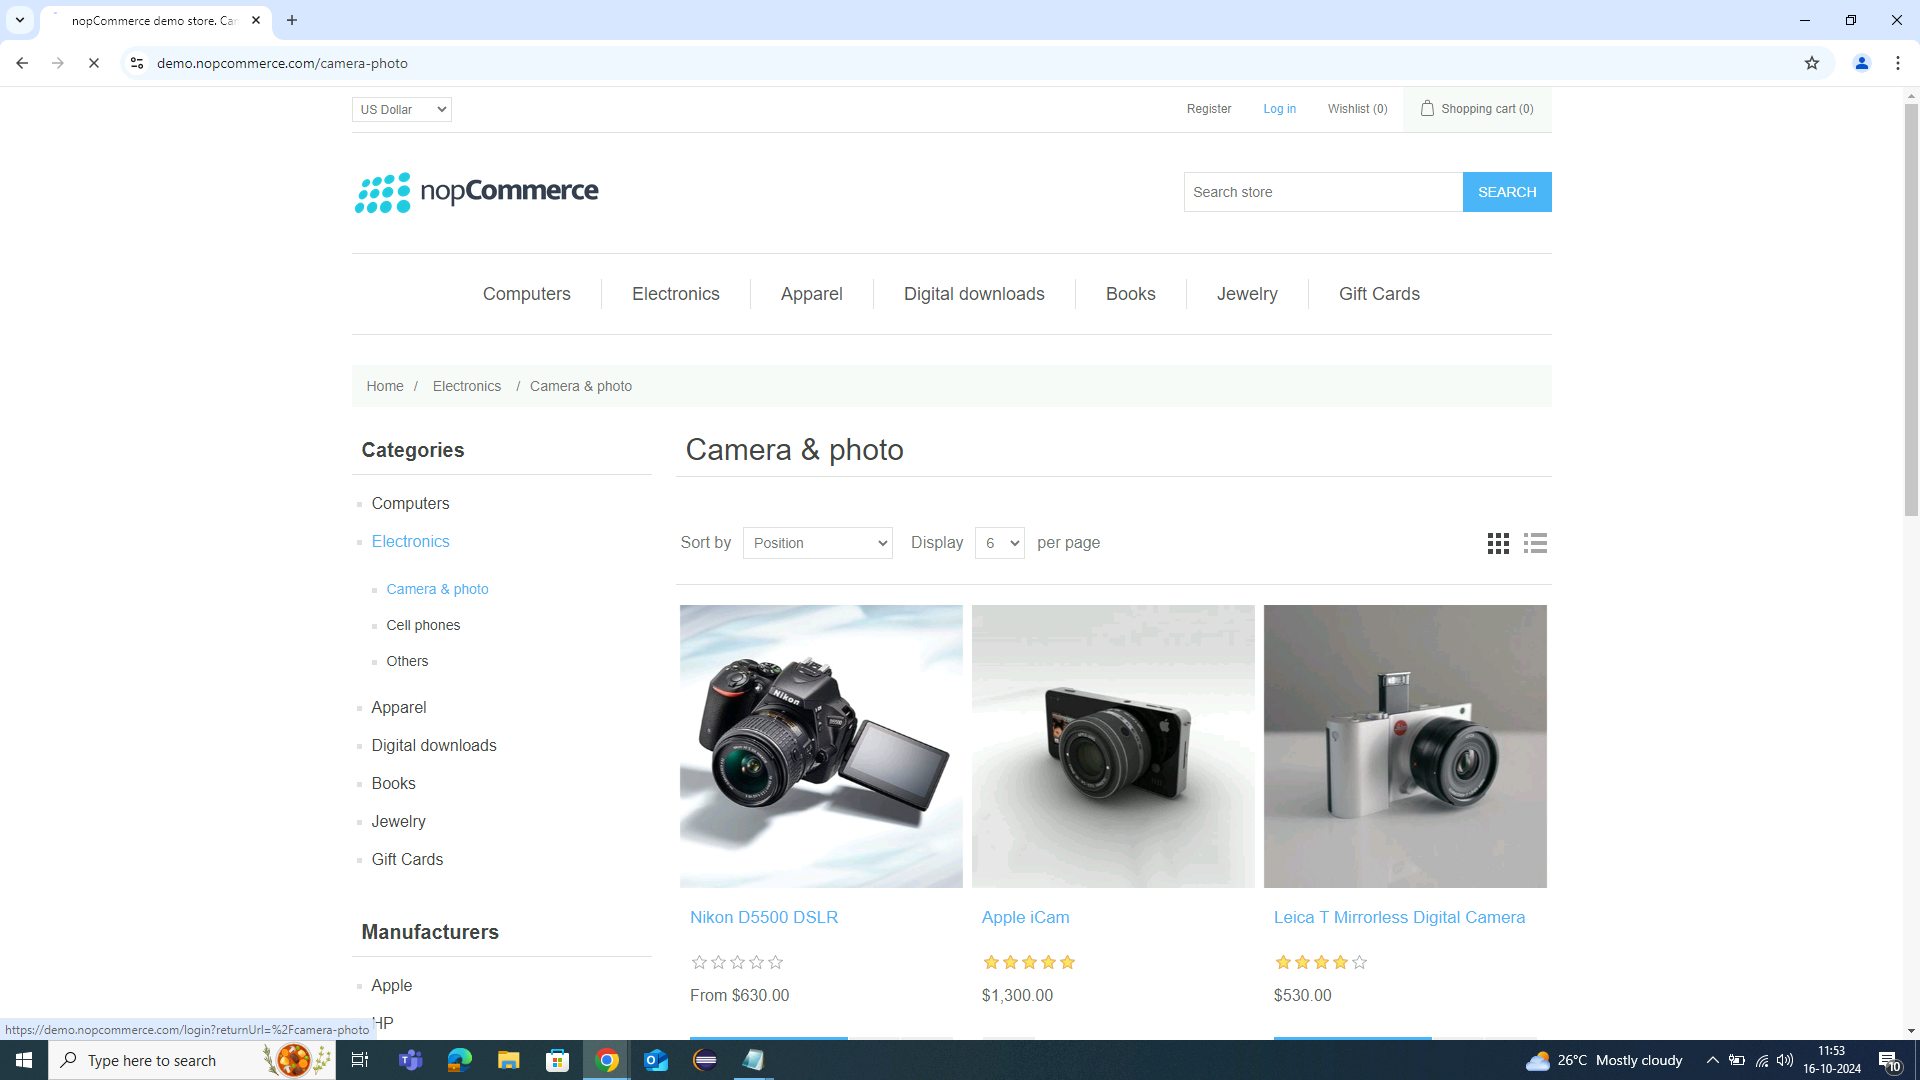 nopCommerce demo store. Car
demo.nopcommerce.com/camera-photo
US Dollar
Register
Log in
Wishlist (0)
Shopping cart (0)
nopCommerce
Search store
SEARCH
Computers
Electronics
Apparel
Digital downloads
Books
Jewelry
Gift Cards
Home / Electronics / Camera & photo
Categories
Computers
Electronics
Camera & photo
Cell phones
Others
Apparel
Digital downloads
Books
Jewelry
Gift Cards
Manufacturers
Apple
HP
Camera & photo
Sort by Position Display 6 per page
Nikon
Nikon D5500 DSLR
From $630.00
Apple iCam
$1,300.00
Leica T Mirrorless Digital Camera
$530.00
https://demo.nopcommerce.com/login?returnUrl=%2Fcamera-photo
Type here to search
26°C Mostly cloudy
11:53
16-10-2024
10